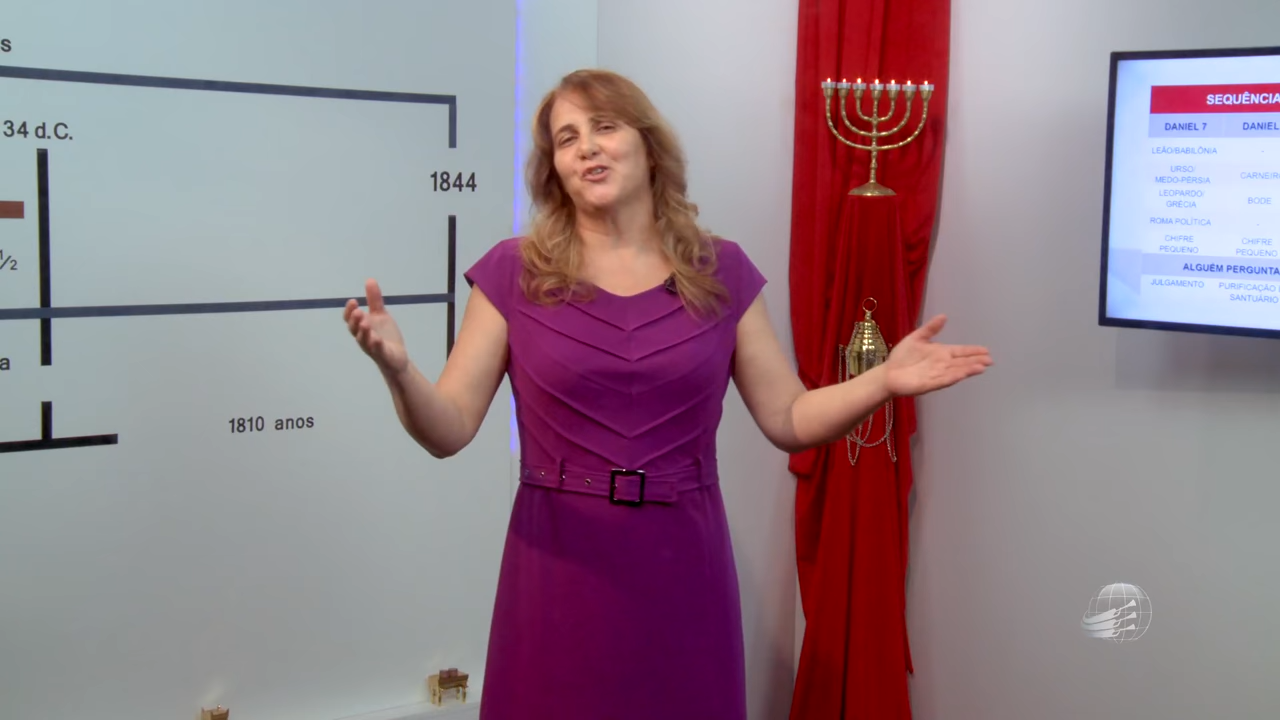 s
34 d.C.
1844
½
a
1810 anos
SEQUÊNCIA
DANIEL 7 DANIEL
LEÃO/BABILÔNIA -
URSO/
MEDO-PÉRSIA CARNEIRO
LEOPARDO/
GRÉCIA BODE
ROMA POLÍTICA -
CHIFRE
PEQUENO CHIFRE
PEQUENO
ALGUÉM PERGUNTA
JULGAMENTO PURIFICAÇÃO
SANTUÁRIO